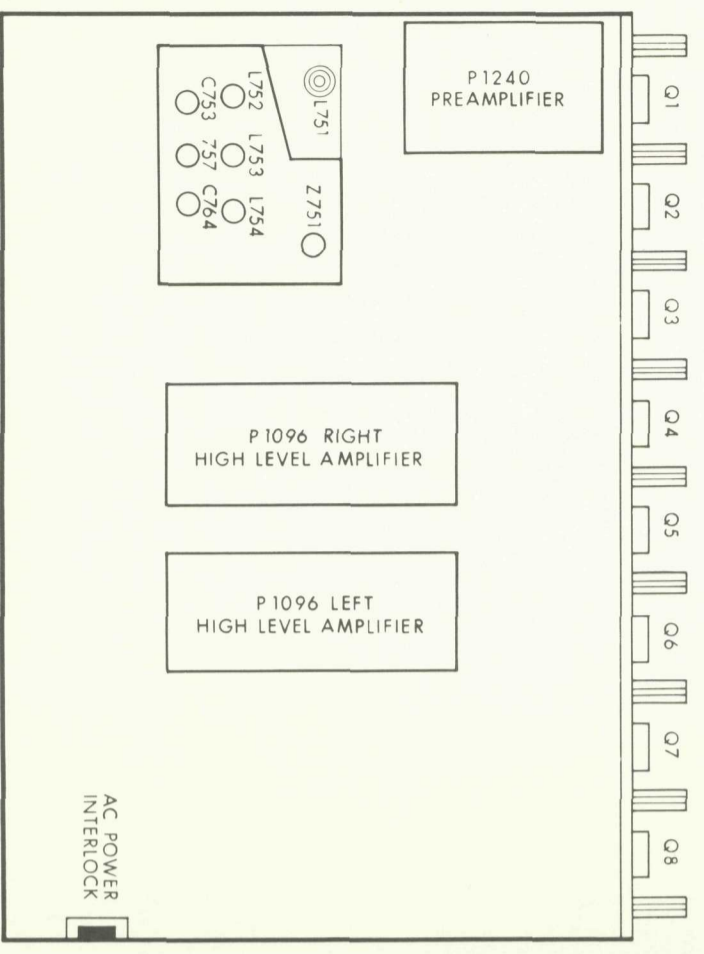 P1240
PREAMPLIFIER
L751
L752
C753
L753
757
L754
C764
Z751
P1096 RIGHT
HIGH LEVEL AMPLIFIER
P1096 LEFT
HIGH LEVEL AMPLIFIER
AC POWER
INTERLOCK
Q1
Q2
Q3
Q4
Q5
Q6
Q7
Q8